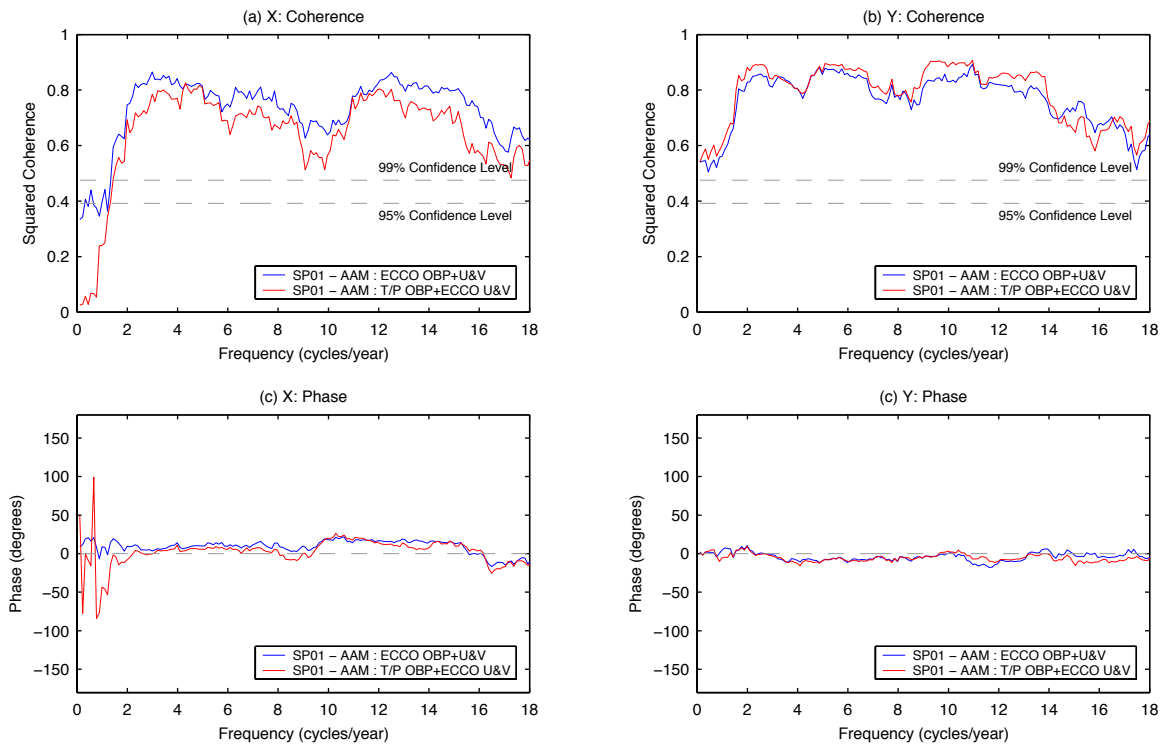 (a) X: Coherence
1
0.8
0.6
0.4
0.2
0
Squared Coherence
99% Confidence Level
95% Confidence Level
SP01 − AAM : ECCO OBP+U&V
SP01 − AAM : T/P OBP+ECCO U&V
0 2 4 6 8 10 12 14 16 18
Frequency (cycles/year)
(b) Y: Coherence
1
0.8
0.6
0.4
0.2
0
Squared Coherence
99% Confidence Level
95% Confidence Level
SP01 − AAM : ECCO OBP+U&V
SP01 − AAM : T/P OBP+ECCO U&V
0 2 4 6 8 10 12 14 16 18
Frequency (cycles/year)
(c) X: Phase
150
100
50
0
−50
−100
−150
Phase (degrees)
SP01 − AAM : ECCO OBP+U&V
SP01 − AAM : T/P OBP+ECCO U&V
0 2 4 6 8 10 12 14 16 18
Frequency (cycles/year)
(c) Y: Phase
150
100
50
0
−50
−100
−150
Phase (degrees)
SP01 − AAM : ECCO OBP+U&V
SP01 − AAM : T/P OBP+ECCO U&V
0 2 4 6 8 10 12 14 16 18
Frequency (cycles/year)